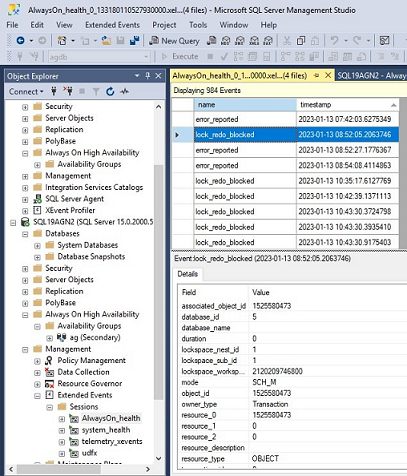 AlwaysOn_health_0_133180110527930000.xel...(4 files) - Microsoft SQL Server Management Studio
File Edit View Extended Events Project Tools Window Help
New Query
agdb
Execute
Object Explorer
Connect
Security
Server Objects
Replication
PolyBase
Always On High Availability
Availability Groups
Management
Integration Services Catalogs
SQL Server Agent
XEvent Profiler
SQL19AGN2 (SQL Server 15.0.2000.5
Databases
System Databases
Database Snapshots
Security
Server Objects
Replication
PolyBase
Always On High Availability
Availability Groups
ag (Secondary)
Management
Policy Management
Data Collection
Resource Governor
Extended Events
Sessions
AlwaysOn_health
system_health
telemetry_xevents
udfx
AlwaysOn_health_0_1...0000.xel...(4 files)
SQL19AGN2 - Always
Displaying 984 Events
name timestamp
error_reported 2023-01-13 07:42:03.6275349
lock_redo_blocked 2023-01-13 08:52:05.2063746
error_reported 2023-01-13 08:52:27.1776367
error_reported 2023-01-13 08:54:08.4114863
lock_redo_blocked 2023-01-13 10:35:17.6127769
lock_redo_blocked 2023-01-13 10:42:39.1371113
lock_redo_blocked 2023-01-13 10:43:30.3724798
lock_redo_blocked 2023-01-13 10:43:30.3935410
lock_redo_blocked 2023-01-13 10:43:30.9175403
Event:lock_redo_blocked (2023-01-13 08:52:05.2063746)
Details
Field Value
associated_object_id 1525580473
database_id 5
database_name
duration 0
lockspace_nest_id 1
lockspace_sub_id 1
lockspace_worksp... 2120209746800
mode SCH_M
object_id 1525580473
owner_type Transaction
resource_0 1525580473
resource_1 0
resource_2 0
resource_description
resource_type OBJECT